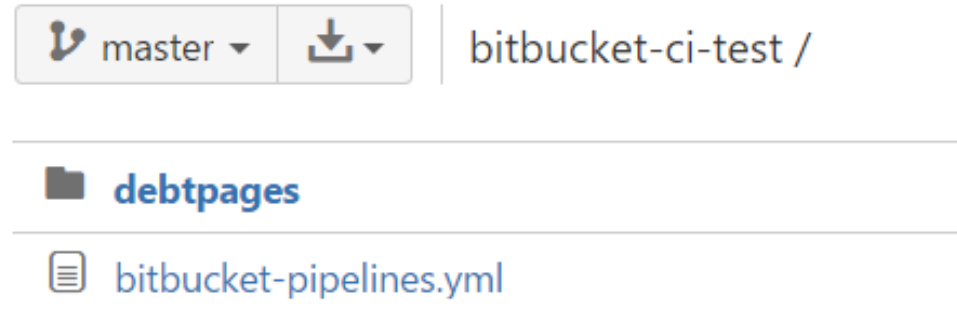 master bitbucket-ci-test /
debtpages
bitbucket-pipelines.yml